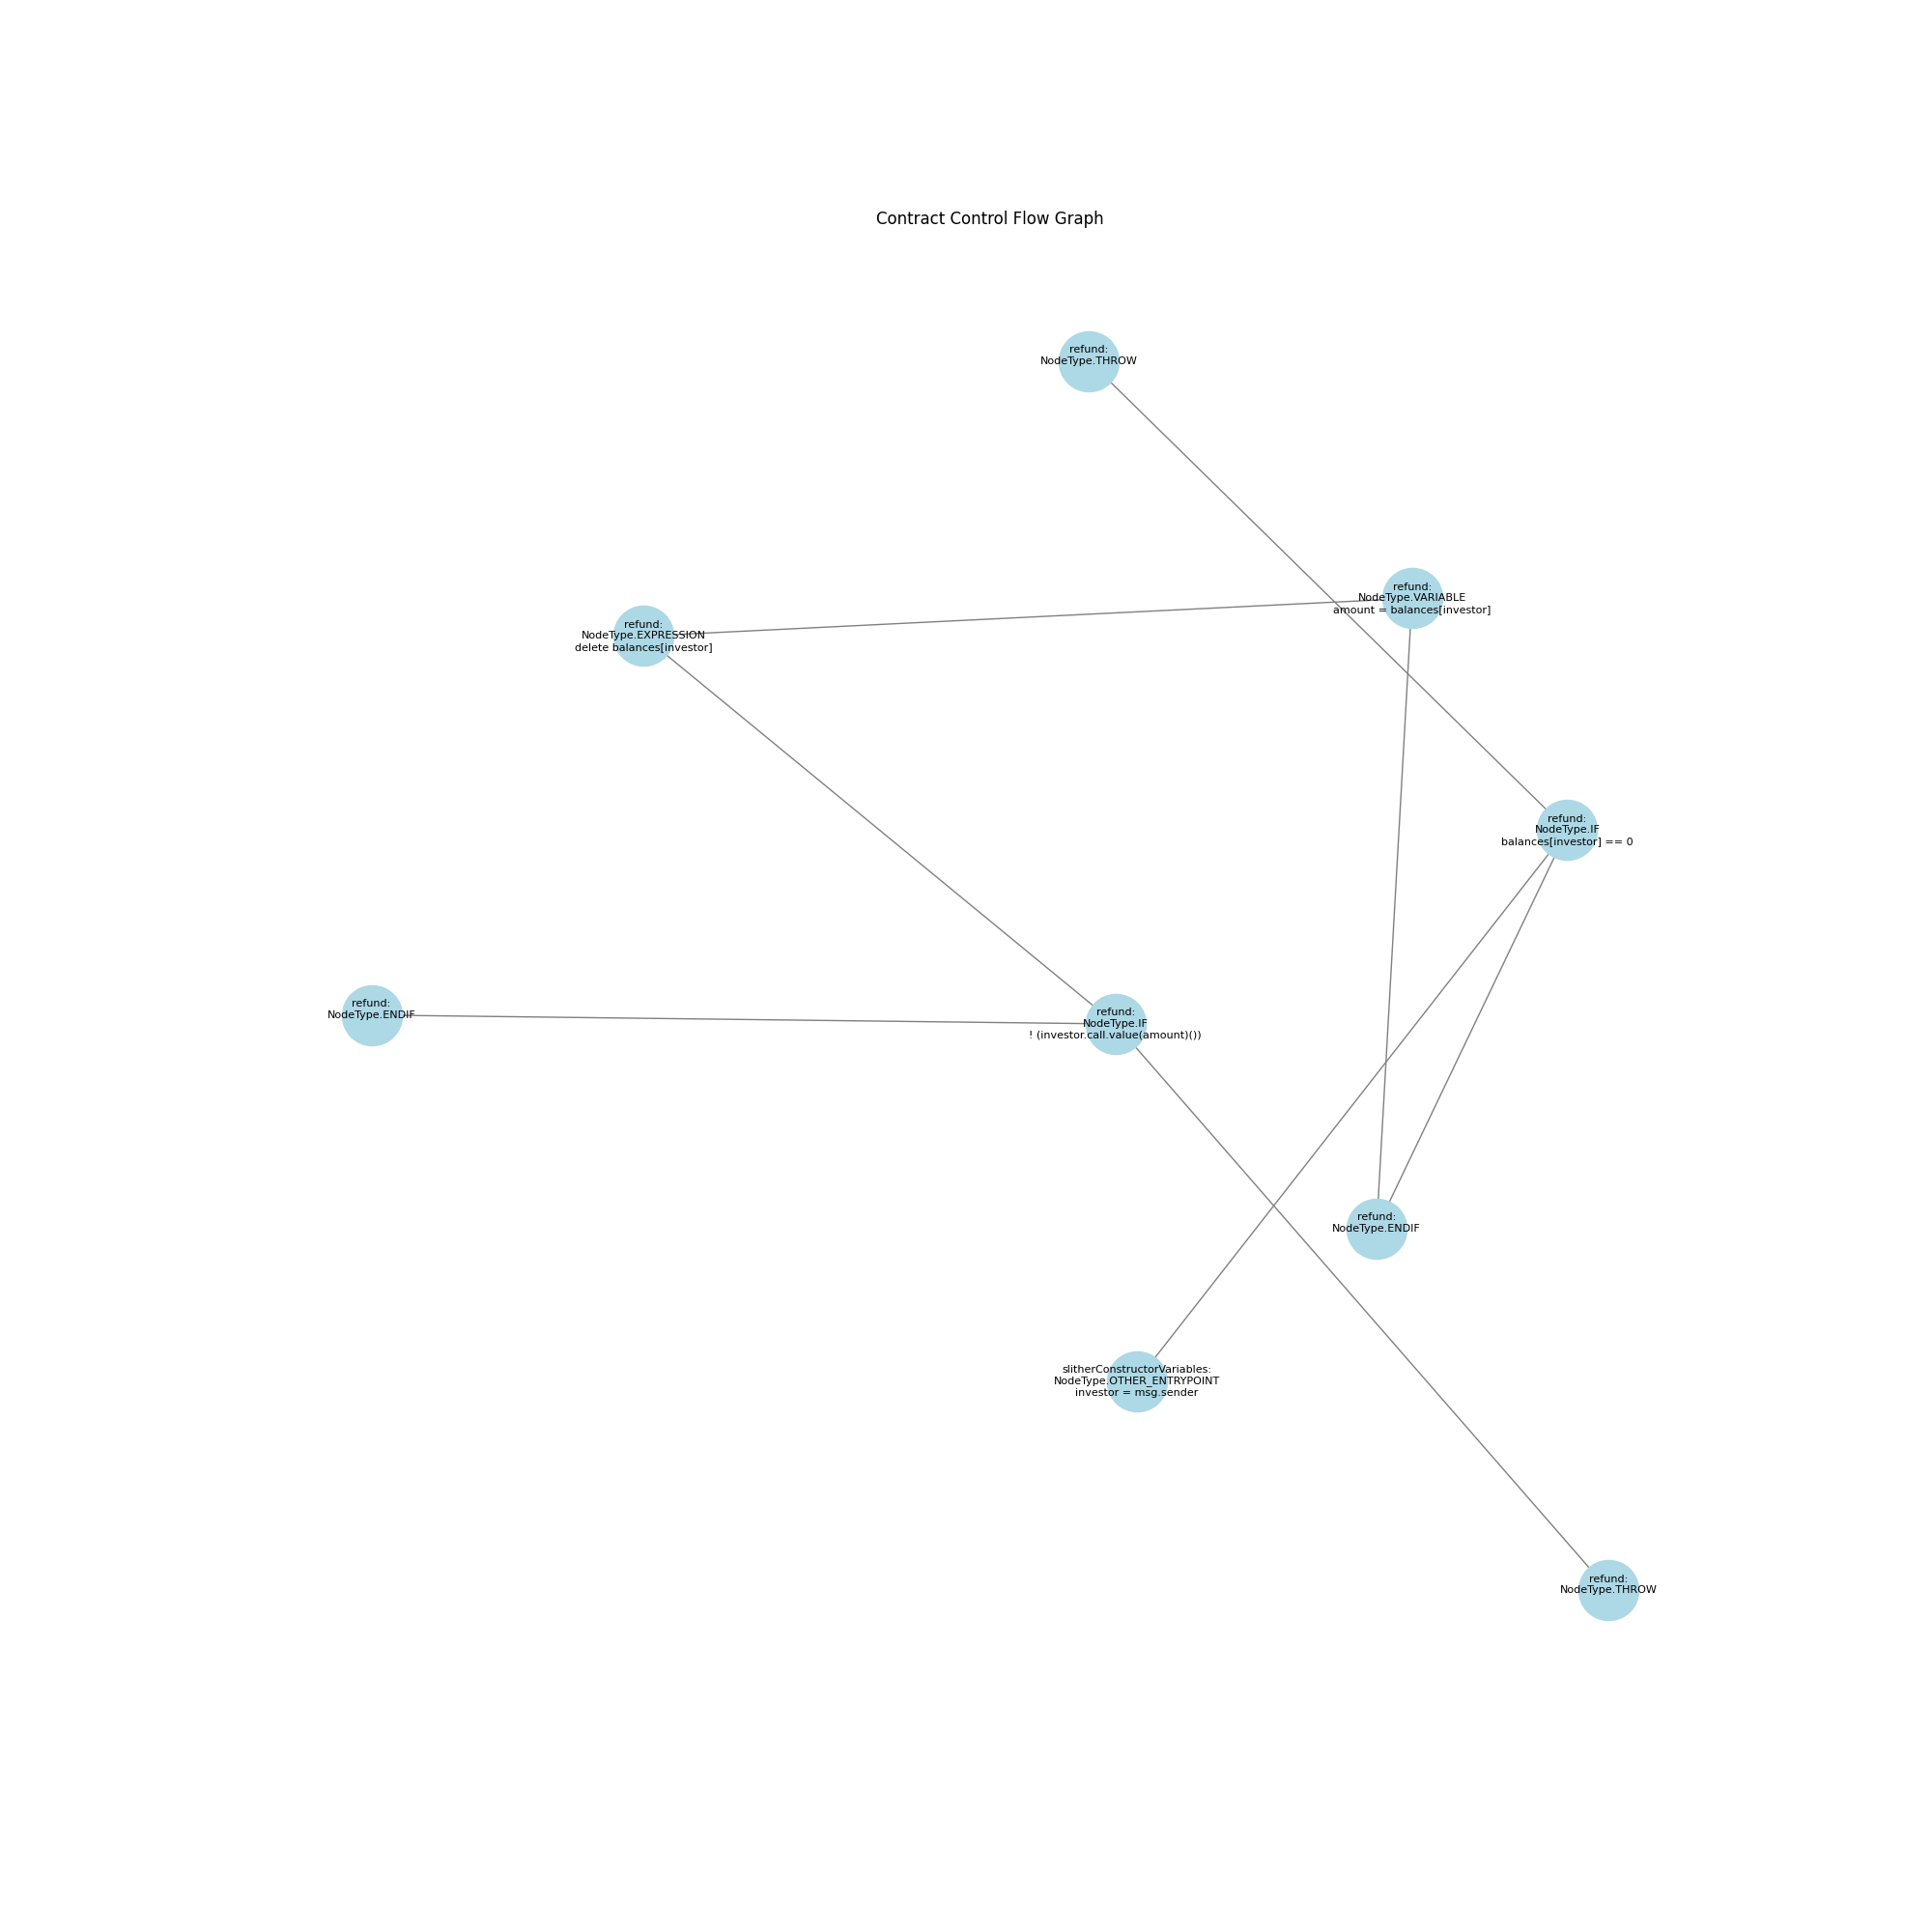 Contract Control Flow Graph
refund:
NodeType.THROW
refund:
NodeType.VARIABLE
amount = balances[investor]
refund:
NodeType.EXPRESSION
delete balances[investor]
refund:
NodeType.IF
balances[investor] == 0
refund:
NodeType.ENDIF
refund:
NodeType.IF
! (investor.call.value(amount)())
refund:
NodeType.ENDIF
slitherConstructorVariables:
NodeType.OTHER_ENTRYPOINT
investor = msg.sender
refund:
NodeType.THROW